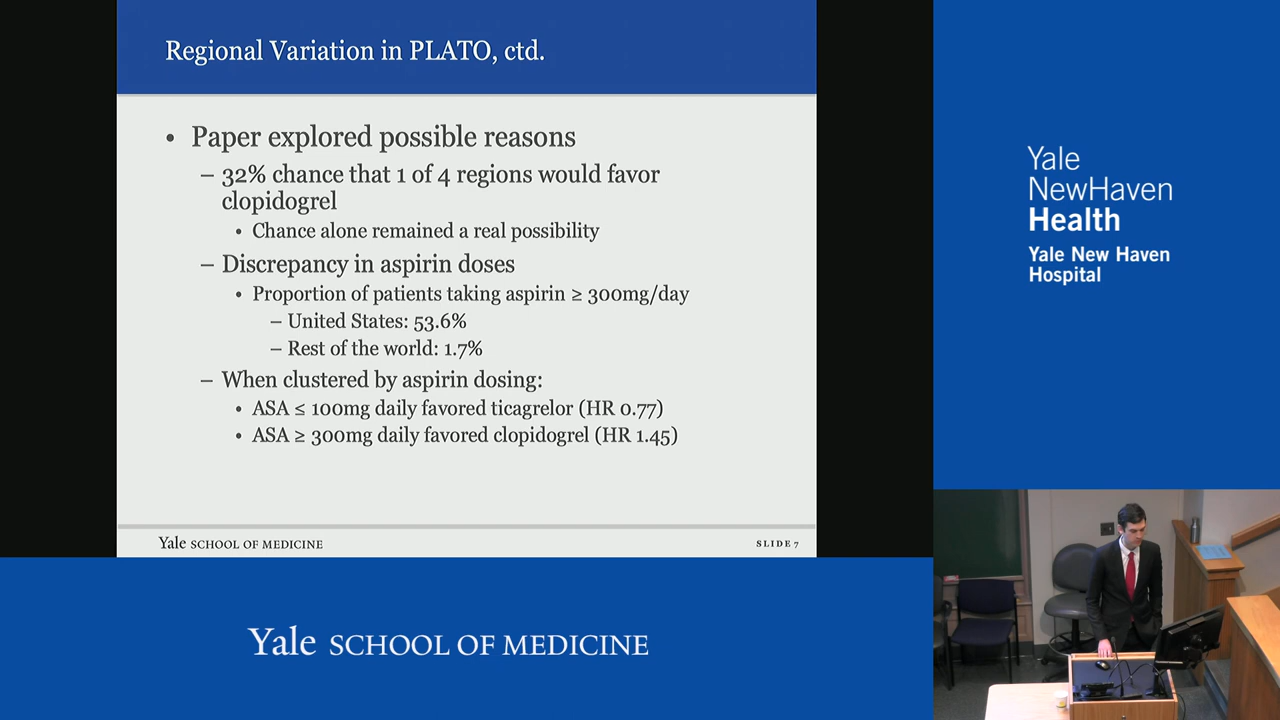 Regional Variation in PLATO, ctd.
• Paper explored possible reasons
– 32% chance that 1 of 4 regions would favor
clopidogrel
• Chance alone remained a real possibility
– Discrepancy in aspirin doses
• Proportion of patients taking aspirin ≥ 300mg/day
– United States: 53.6%
– Rest of the world: 1.7%
– When clustered by aspirin dosing:
• ASA ≤ 100mg daily favored ticagrelor (HR 0.77)
• ASA ≥ 300mg daily favored clopidogrel (HR 1.45)
Yale SCHOOL OF MEDICINE
SLIDE 7
Yale
NewHaven
Health
Yale New Haven
Hospital
Yale SCHOOL OF MEDICINE